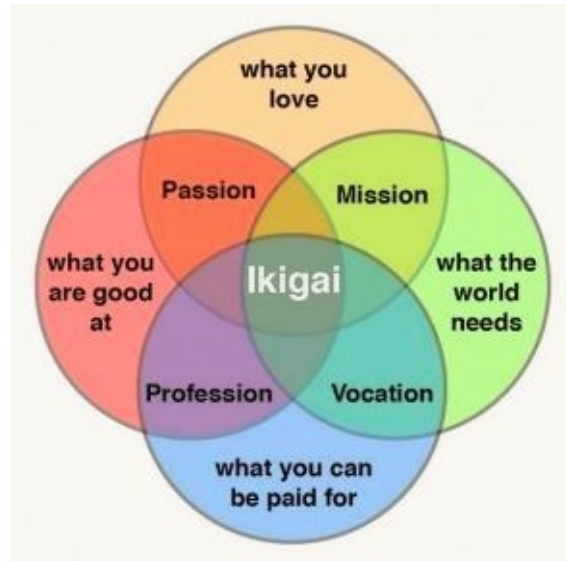 what you
love
Passion
Mission
what you
are good
at
Ikigai
what the
world
needs
Profession
Vocation
what you can
be paid for